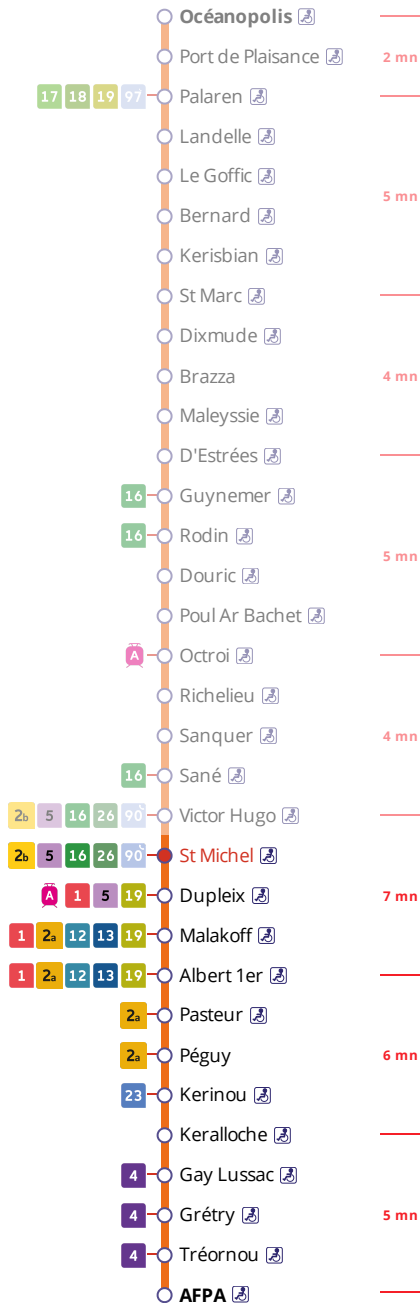 Océanopolis
Port de Plaisance 2 mn
17 18 19 97 Palaren
Landelle
Le Goffic
5 mn
Bernard
Kerisbian
St Marc
Dixmude
Brazza 4 mn
Maleyssie
D'Estrées
16 Guynemer
16 Rodin
5 mn
Douric
Poul Ar Bachet
A Octroi
Richelieu
Sanquer 4 mn
16 Sané
2b 5 16 26 90 Victor Hugo
2b 5 16 26 90 St Michel
A 1 5 19 Dupleix 7 mn
1 2a 12 13 19 Malakoff
1 2a 12 13 19 Albert 1er
2a Pasteur
2a Péguy 6 mn
23 Kerinou
Keralloche
4 Gay Lussac
4 Grétry 5 mn
4 Tréornou
AFPA